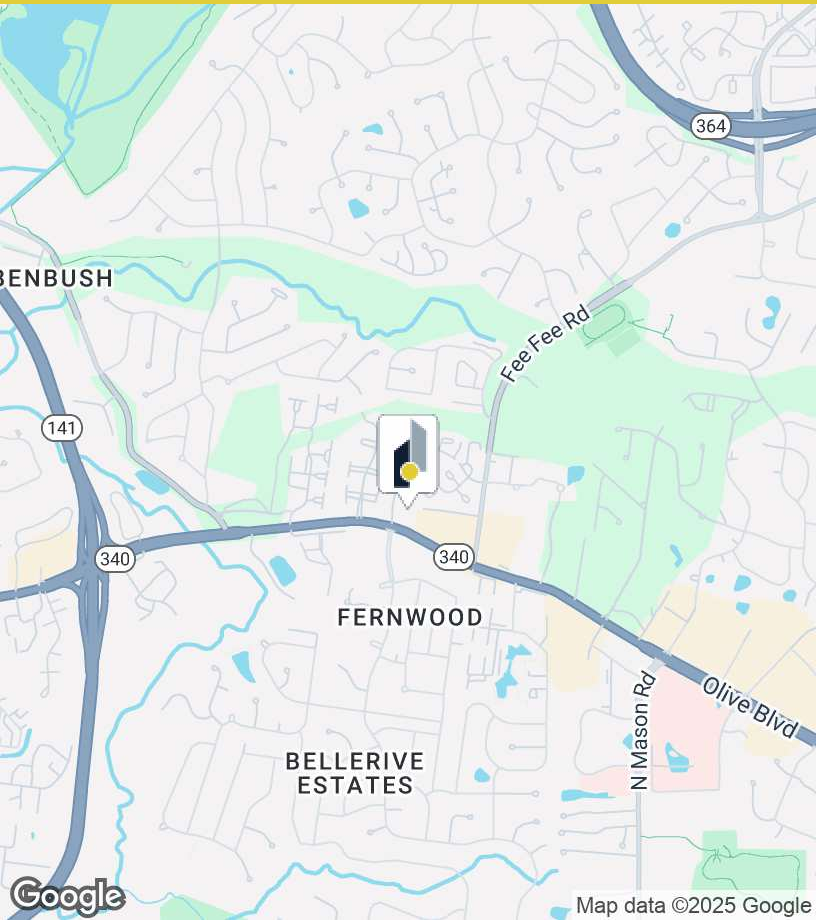 364
BENBUSH
Fee Fee Rd
141
340
340
FERNWOOD
N Mason Rd
Olive Blvd
BELLERIVE
ESTATES
Google
Map data ©2025 Google